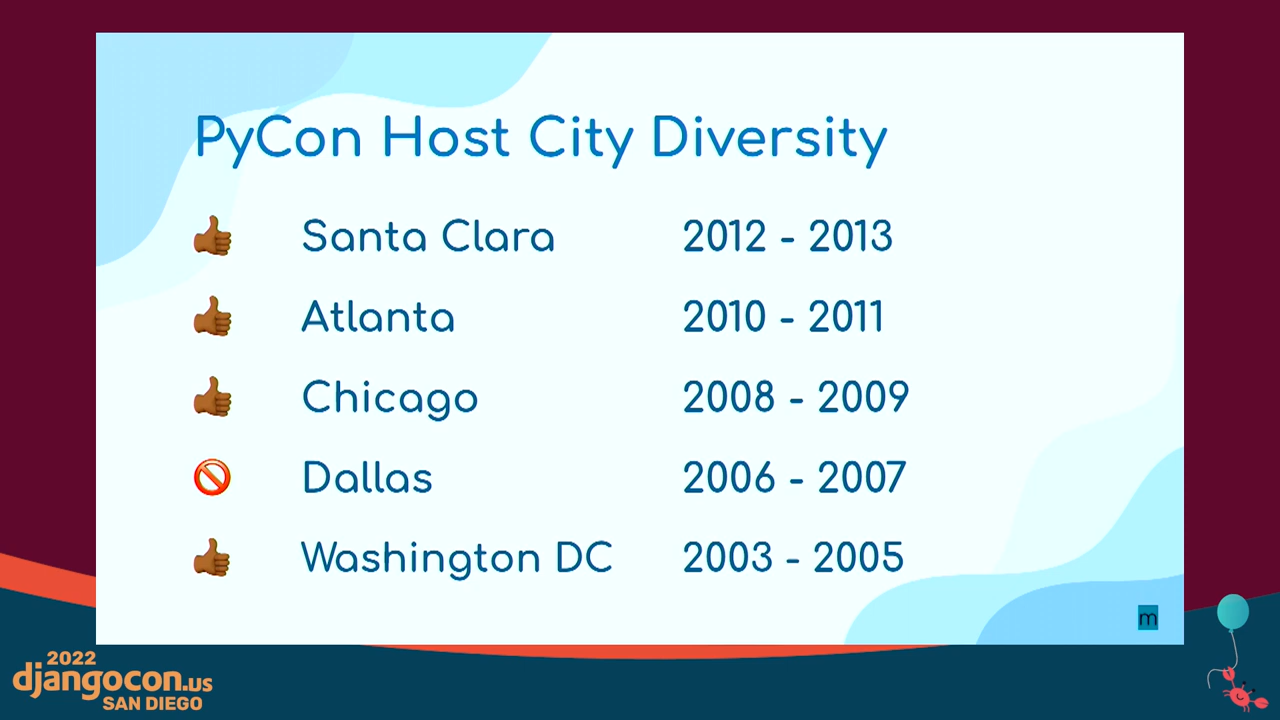 PyCon Host City Diversity
👍🏾 Santa Clara 2012 - 2013
👍🏾 Atlanta 2010 - 2011
👍🏾 Chicago 2008 - 2009
🚫 Dallas 2006 - 2007
👍🏾 Washington DC 2003 - 2005
m
2022
djangocon.us
SAN DIEGO